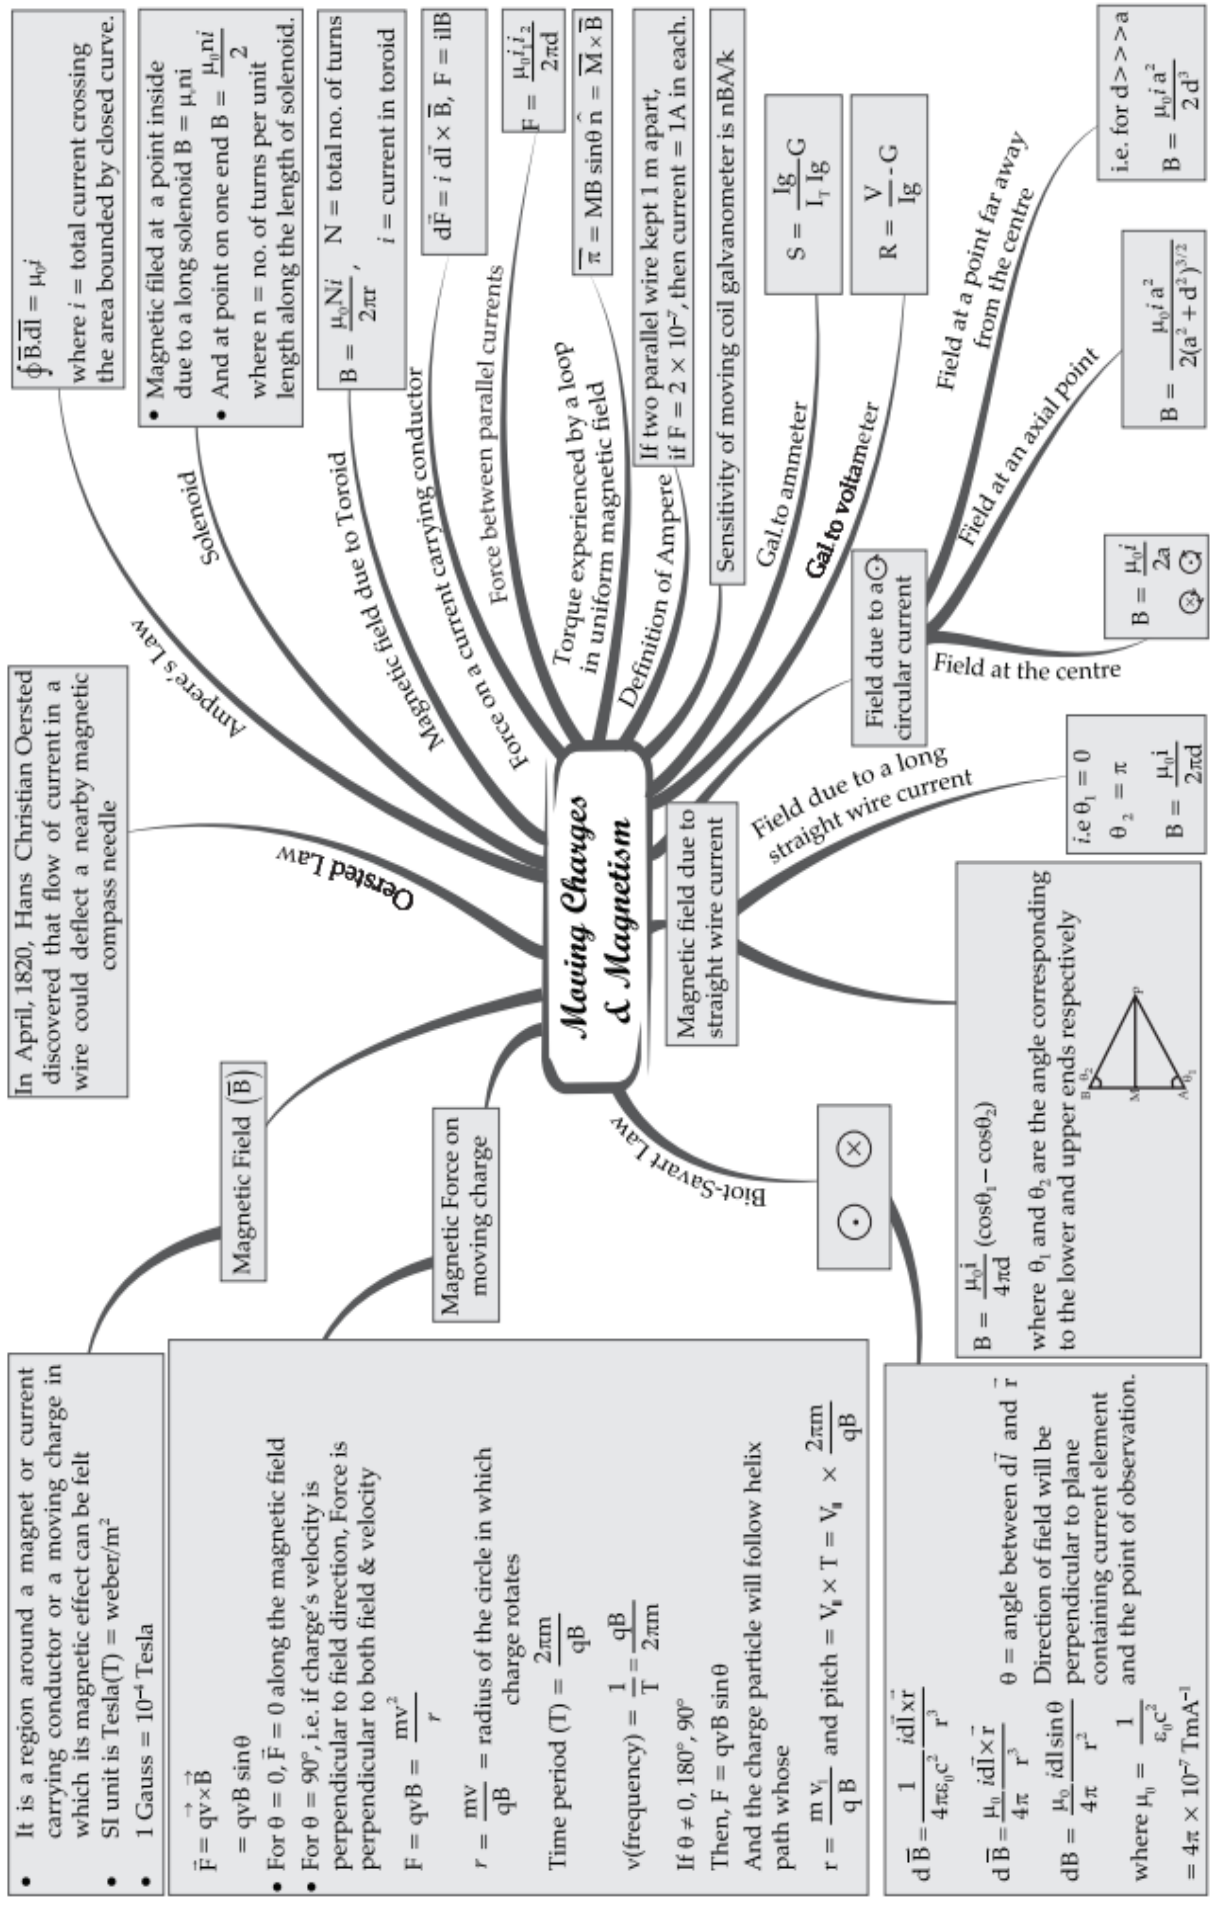 Moving Charges
& Magnetism
Magnetic Field (B̅)
• It is a region around a magnet or current
carrying conductor or a moving charge in
which its magnetic effect can be felt
• SI unit is Tesla(T) = weber/m²
• 1 Gauss = 10⁻⁴ Tesla
Magnetic Force on
moving charge
F̅ = qv⃗ × B⃗
= qvB sinθ
• For θ = 0, F̅ = 0 along the magnetic field
• For θ = 90°, i.e. if charge's velocity is
perpendicular to field direction, Force is
perpendicular to both field & velocity
F = qvB = mv²/r
r = mv/qB = radius of the circle in which
charge rotates
Time period (T) = 2πm/qB
ν(frequency) = 1/T = qB/2πm
If θ ≠ 0, 180°, 90°
Then, F = qvB sinθ
And the charge particle will follow helix
path whose
r = mv⊥/qB and pitch = V∥ × T = V∥ × 2πm/qB
Oersted Law
In April, 1820, Hans Christian Oersted
discovered that flow of current in a
wire could deflect a nearby magnetic
compass needle
Ampere's Law
∮B̅.dl̅ = μ₀i
where i = total current crossing
the area bounded by closed curve.
Solenoid
• Magnetic filed at a point inside
due to a long solenoid B = μ₀ni
• And at point on one end B = μ₀ni/2
where n = no. of turns per unit
length along the length of solenoid.
Magnetic field due to Toroid
B = μ₀Ni/2πr, N = total no. of turns
i = current in toroid
Force on a currant carrying conductor
dF̅ = i dl̅ × B̅, F = ilB
Force between parallel currents
F = μ₀i₁i₂/2πd
Torque experienced by a loop
in uniform magnetic field
π̅ = MB sinθ n̂ = M̅ × B̅
Definition of Ampere
If two parallel wire kept 1 m apart,
if F = 2 × 10⁻⁷, then current = 1A in each.
Sensitivity of moving coil galvanometer is nBA/k
Gal.to ammeter
S = Ig/I_T Ig G
Gal.to voltameter
R = V/Ig - G
Field due to a
circular current
Field at a point far away
from the centre
i.e. for d>>>a
B = μ₀ i a²/2 d³
Field at an axial point
B = μ₀ i a²/2(a² + d²)^3/2
Field at the centre
B = μ₀i/2a
Magnetic field due to
straight wire current
Field due to a long
straight wire current
i.e θ₁ = 0
θ₂ = π
B = μ₀i/2πd
B = μ₀i/4πd (cosθ₁ – cosθ₂)
where θ₁ and θ₂ are the angle corresponding
to the lower and upper ends respectively
B θ₂
M P
A θ₁
Biot-Savart Law
dB̅ = 1/4πε₀c² idl⃗×r⃗/r³
dB̅ = μ₀/4π idl̅×r̅/r³
dB = μ₀/4π idl sinθ/r²
where μ₀ = 1/ε₀c²
= 4π × 10⁻⁷ TmA⁻¹
θ = angle between dl⃗ and r⃗
Direction of field will be
perpendicular to plane
containing current element
and the point of observation.